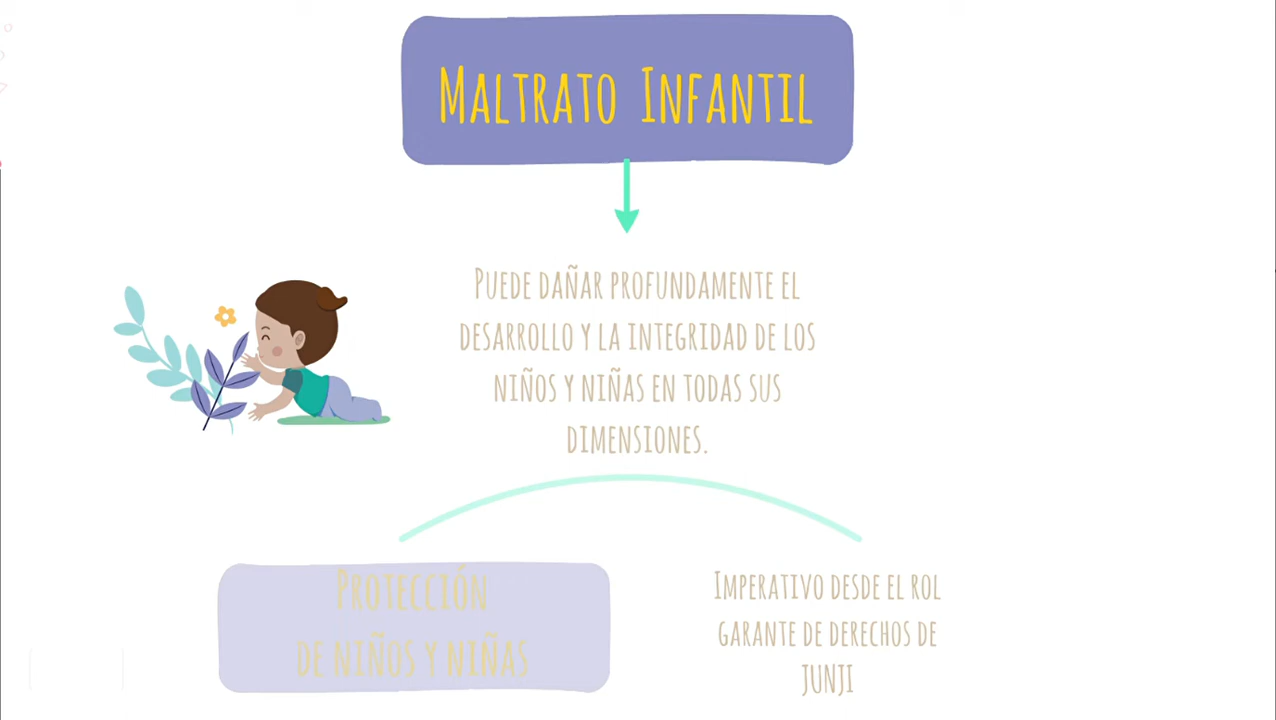 Maltrato Infantil
Puede dañar profundamente el
desarrollo y la integridad de los
niños y niñas en todas sus
dimensiones.
Protección
de niños y niñas
Imperativo desde el rol
garante de derechos de
JUNJI